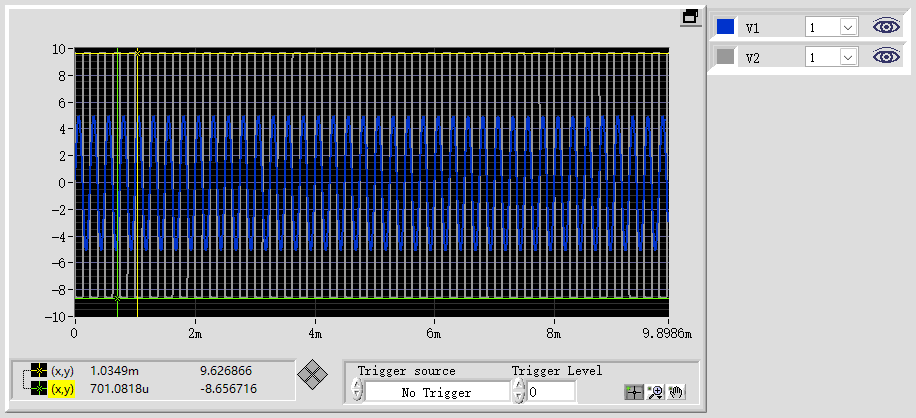 V1 1
V2 1
10
8
6
4
2
0
-2
-4
-6
-8
-10
0 2m 4m 6m 8m 9.8986m
(x,y) 1.0349m 9.626866
(x,y) 701.0818u -8.656716
Trigger source Trigger Level
No Trigger 0